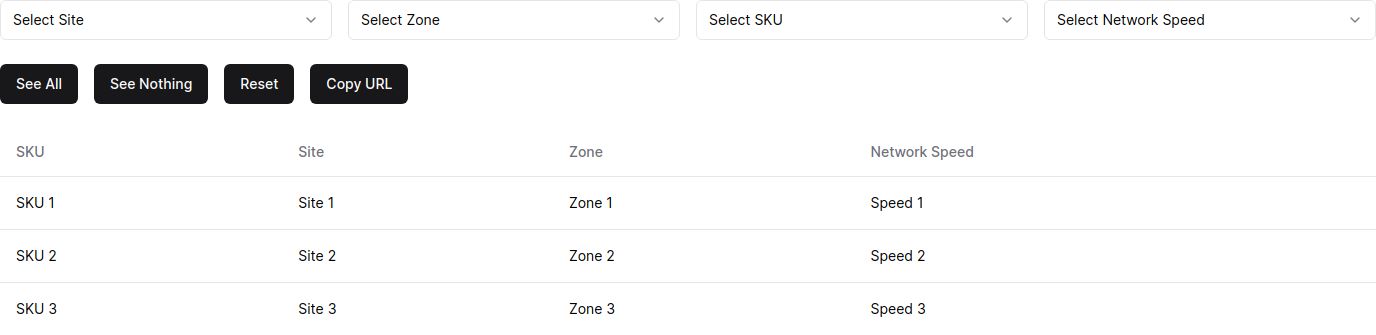 Select Site Select Zone Select SKU Select Network Speed
See All See Nothing Reset Copy URL
SKU Site Zone Network Speed
SKU 1 Site 1 Zone 1 Speed 1
SKU 2 Site 2 Zone 2 Speed 2
SKU 3 Site 3 Zone 3 Speed 3